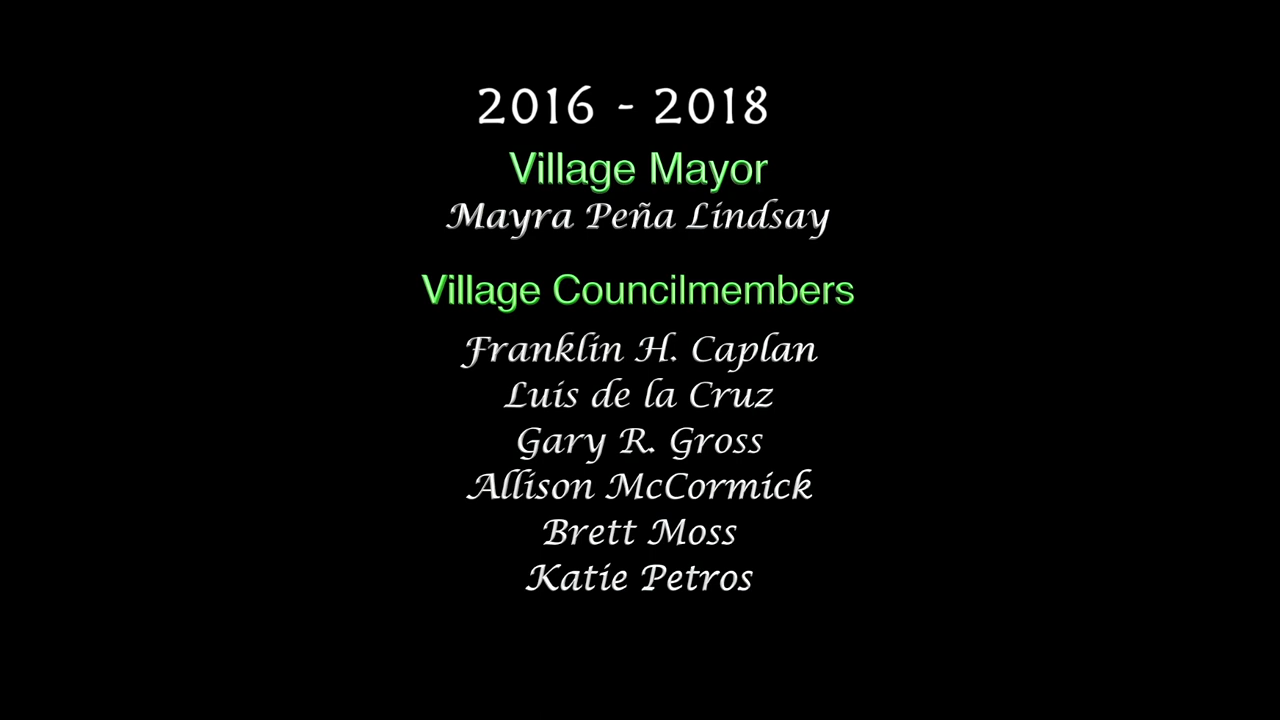 2016 - 2018
Village Mayor
Mayra Peña Lindsay
Village Councilmembers
Franklin H. Caplan
Luis de la Cruz
Gary R. Gross
Allison McCormick
Brett Moss
Katie Petros